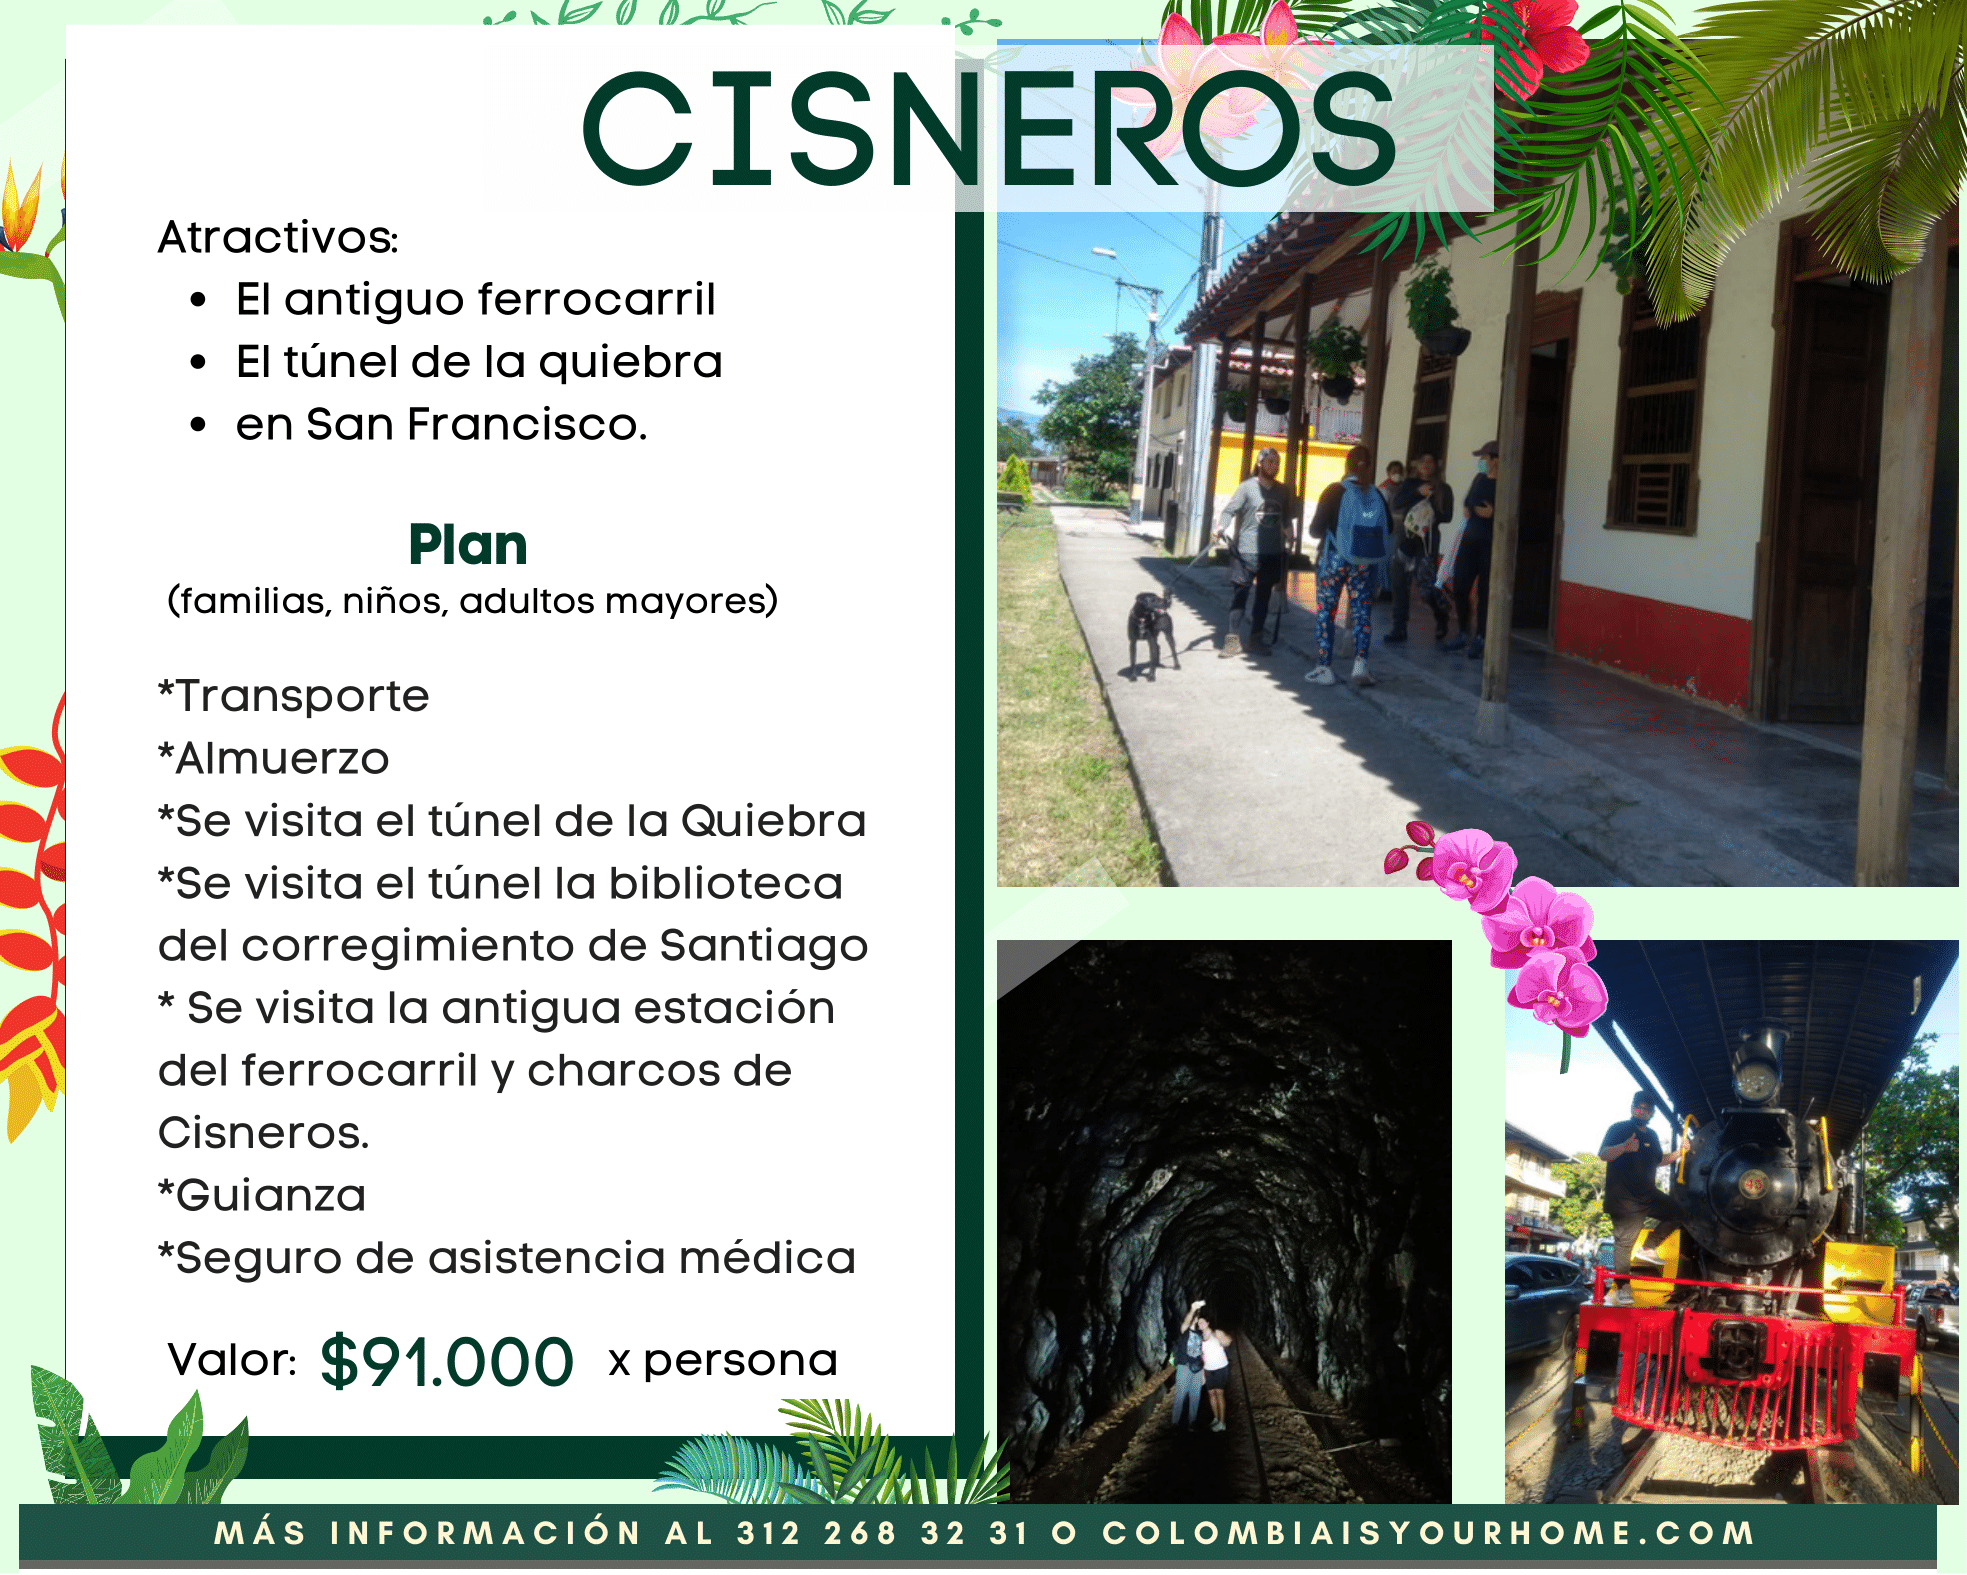 CISNEROS
Atractivos:
• El antiguo ferrocarril
• El túnel de la quiebra
• en San Francisco.
Plan
(familias, niños, adultos mayores)
*Transporte
*Almuerzo
*Se visita el túnel de la Quiebra
*Se visita el túnel la biblioteca
del corregimiento de Santiago
* Se visita la antigua estación
del ferrocarril y charcos de
Cisneros.
*Guianza
*Seguro de asistencia médica
Valor: $91.000 x persona
45
MÁS INFORMACIÓN AL 312 268 32 31 O COLOMBIAISYOURHOME.COM